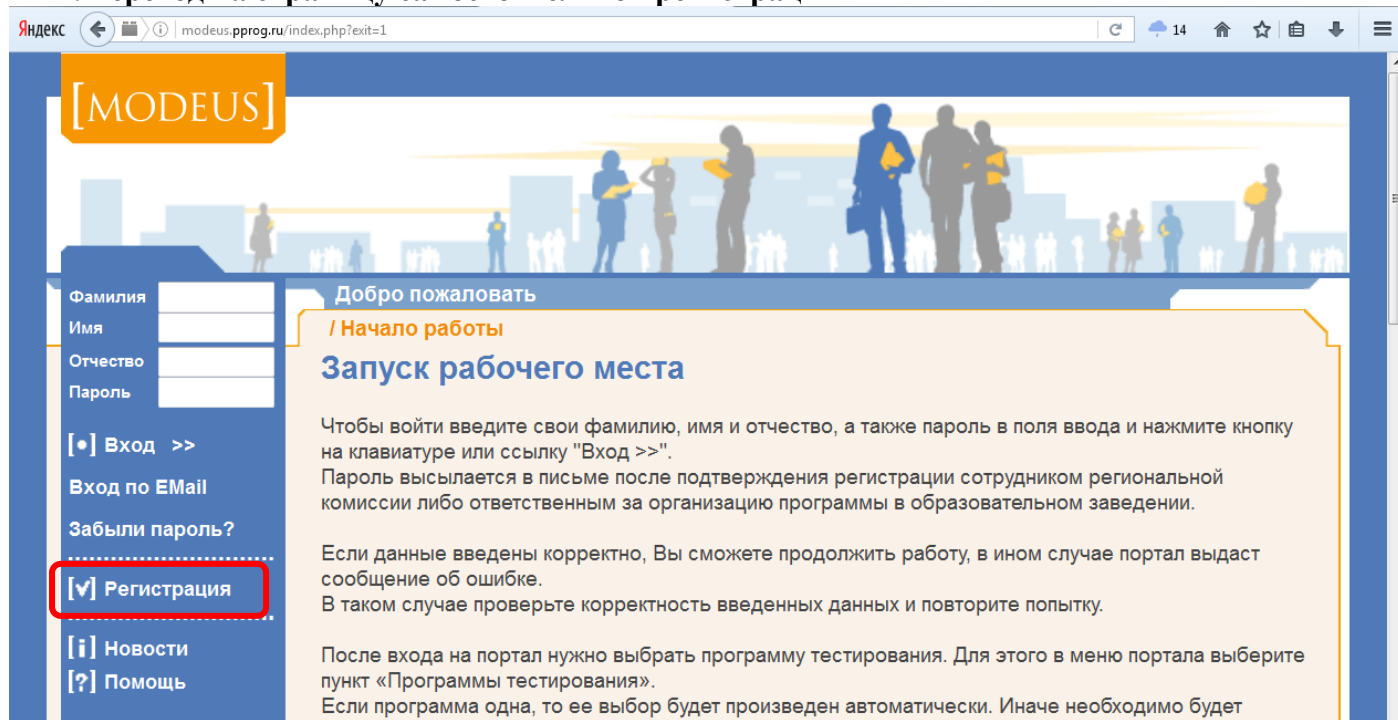 Яндекс
modeus.pprog.ru/index.php?exit=1
14
[MODEUS]
Фамилия
Имя
Отчество
Пароль
[•] Вход >>
Вход по EMail
Забыли пароль?
[v] Регистрация
[i] Новости
[?] Помощь
Добро пожаловать
/ Начало работы
Запуск рабочего места
Чтобы войти введите свои фамилию, имя и отчество, а также пароль в поля ввода и нажмите кнопку
на клавиатуре или ссылку "Вход >>".
Пароль высылается в письме после подтверждения регистрации сотрудником региональной
комиссии либо ответственным за организацию программы в образовательном заведении.
Если данные введены корректно, Вы сможете продолжить работу, в ином случае портал выдаст
сообщение об ошибке.
В таком случае проверьте корректность введенных данных и повторите попытку.
После входа на портал нужно выбрать программу тестирования. Для этого в меню портала выберите
пункт «Программы тестирования».
Если программа одна, то ее выбор будет произведен автоматически. Иначе необходимо будет